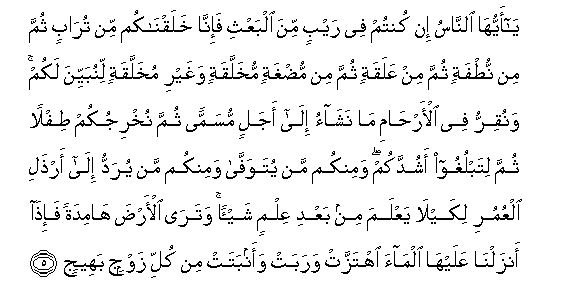 يَـٰٓأَيُّهَا ٱلنَّاسُ إِن كُنتُمْ فِى رَيْبٍ مِّنَ ٱلْبَعْثِ فَإِنَّا خَلَقْنَـٰكُم مِّن تُرَابٍ ثُمَّ
مِن نُّطْفَةٍ ثُمَّ مِنْ عَلَقَةٍ ثُمَّ مِن مُّضْغَةٍ مُّخَلَّقَةٍ وَغَيْرِ مُخَلَّقَةٍ لِّنُبَيِّنَ لَكُمْ ۚ
وَنُقِرُّ فِى ٱلْأَرْحَامِ مَا نَشَآءُ إِلَىٰٓ أَجَلٍ مُّسَمًّى ثُمَّ نُخْرِجُكُمْ طِفْلًا
ثُمَّ لِتَبْلُغُوٓا۟ أَشُدَّكُمْ ۖ وَمِنكُم مَّن يُتَوَفَّىٰ وَمِنكُم مَّن يُرَدُّ إِلَىٰٓ أَرْذَلِ
ٱلْعُمُرِ لِكَيْلَا يَعْلَمَ مِنۢ بَعْدِ عِلْمٍ شَيْـًٔا ۚ وَتَرَى ٱلْأَرْضَ هَامِدَةً فَإِذَآ
أَنزَلْنَا عَلَيْهَا ٱلْمَآءَ ٱهْتَزَّتْ وَرَبَتْ وَأَنۢبَتَتْ مِن كُلِّ زَوْجٍۭ بَهِيجٍ ۝٥